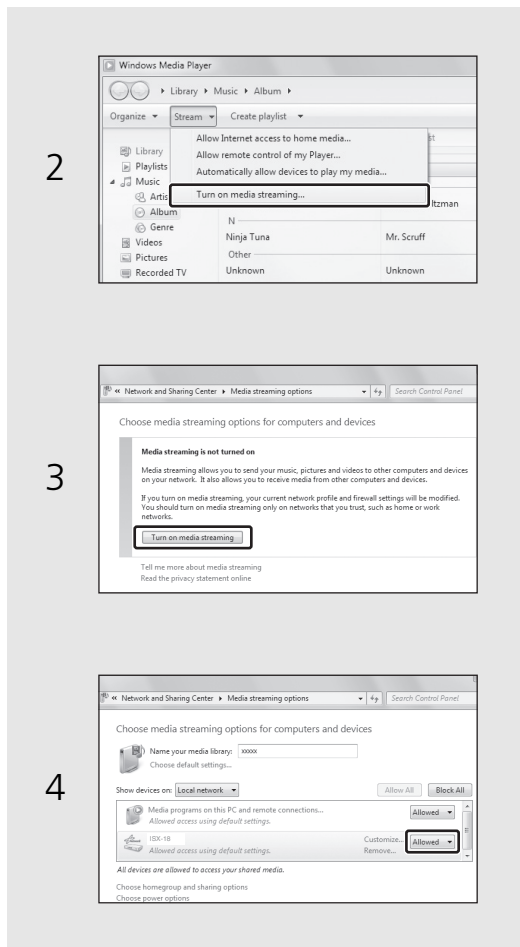 2
Windows Media Player
Library ▸ Music ▸ Album ▸
Organize Stream Create playlist
Allow Internet access to home media...
Allow remote control of my Player...
Automatically allow devices to play my media...
Turn on media streaming...
Library
Playlists
Music
Artis
Album
Genre
Videos
Pictures
Recorded TV
st
ltzman
N
Ninja Tuna Mr. Scruff
Other
Unknown Unknown
3
« Network and Sharing Center ▸ Media streaming options Search Control Panel
Choose media streaming options for computers and devices
Media streaming is not turned on
Media streaming allows you to send your music, pictures and videos to other computers and devices
on your network. It also allows you to receive media from other computers and devices.
If you turn on media streaming, your current network profile and firewall settings will be modified.
You should turn on media streaming only on networks that you trust, such as home or work
networks.
Turn on media streaming
Tell me more about media streaming
Read the privacy statement online
4
« Network and Sharing Center ▸ Media streaming options Search Control Panel
Choose media streaming options for computers and devices
Name your media library: xxxxx
Choose default settings...
Show devices on: Local network Allow All Block All
Media programs on this PC and remote connections... Allowed
Allowed access using default settings.
ISX-18 Customize... Allowed
Allowed access using default settings. Remove...
All devices are allowed to access your shared media.
Choose homegroup and sharing options
Choose power options